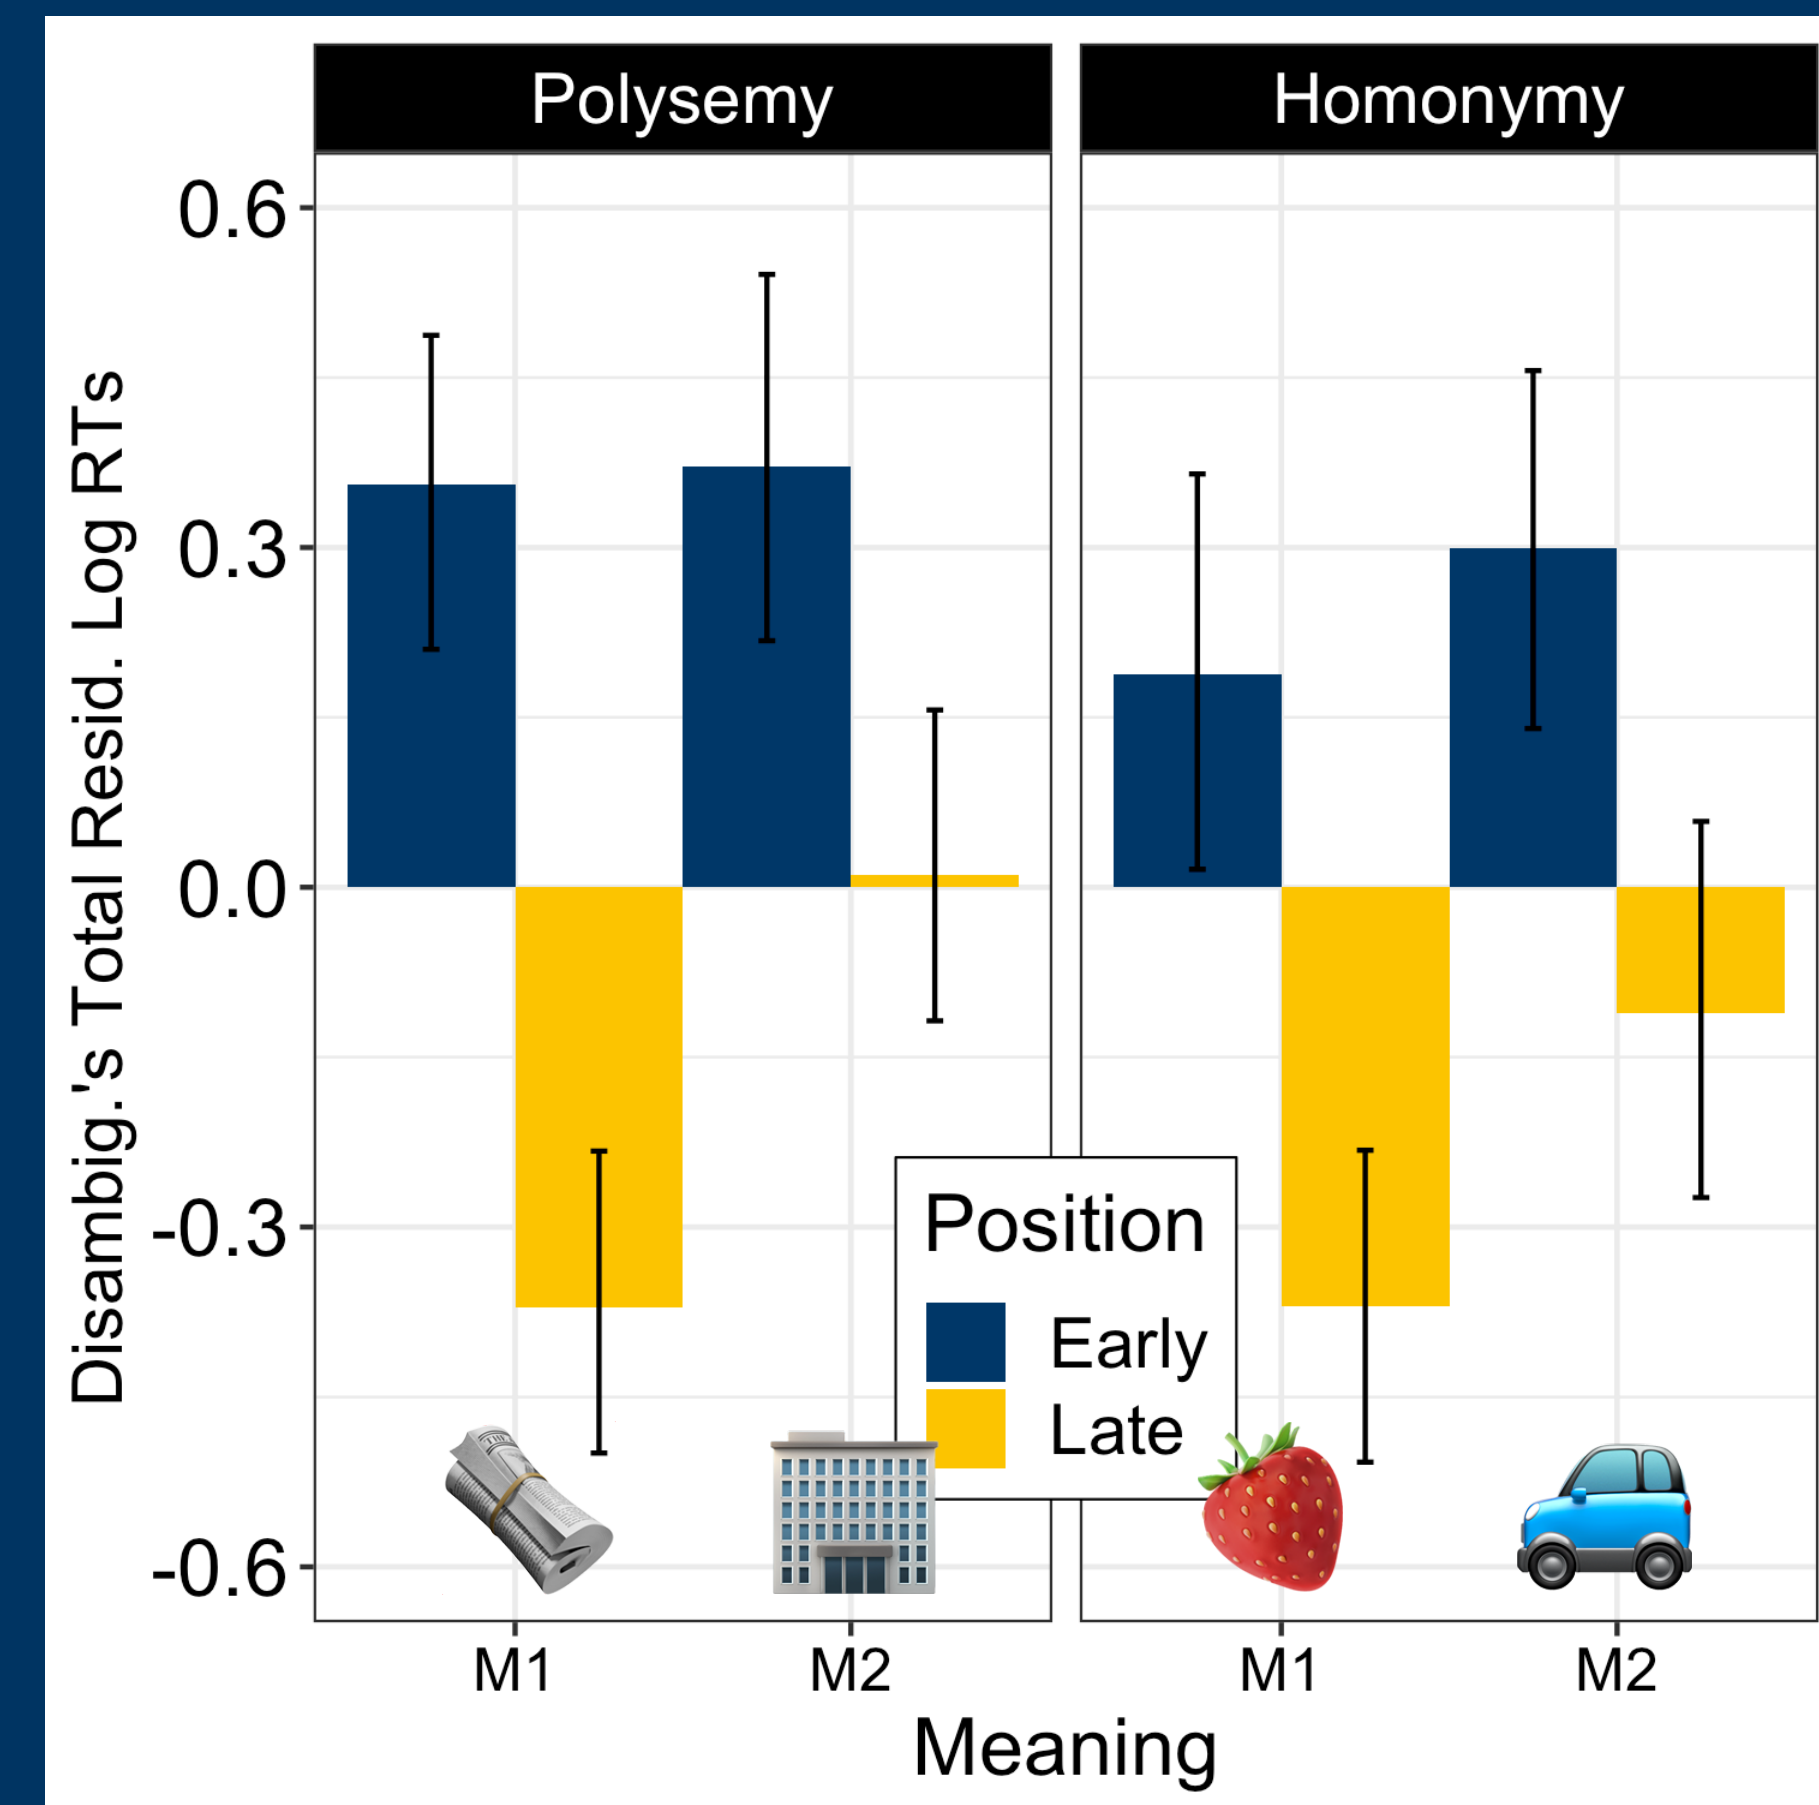 Polysemy
Homonymy
0.6
0.3
0.0
-0.3
-0.6
Disambig.'s Total Resid. Log RTs
Position
Early
Late
M1
M2
M1
M2
Meaning